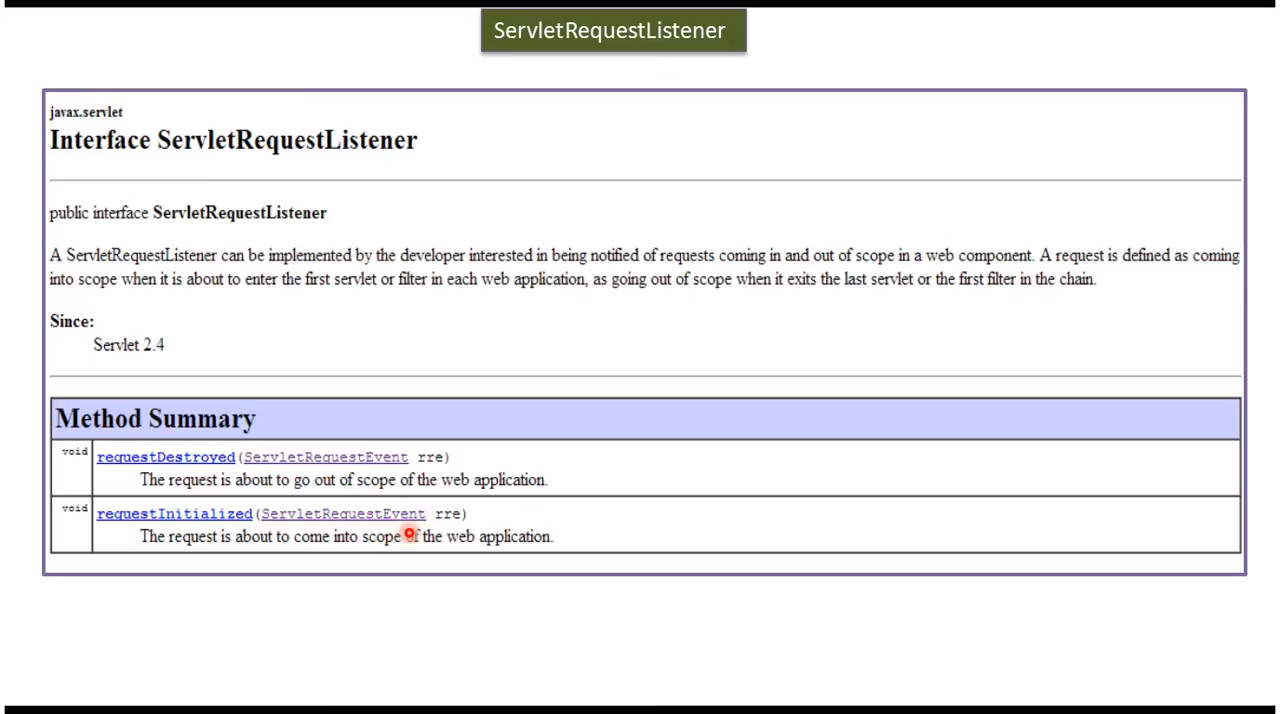 ServletRequestListener
javax.servlet
Interface ServletRequestListener
public interface ServletRequestListener
A ServletRequestListener can be implemented by the developer interested in being notified of requests coming in and out of scope in a web component. A request is defined as coming
into scope when it is about to enter the first servlet or filter in each web application, as going out of scope when it exits the last servlet or the first filter in the chain.
Since:
Servlet 2.4
Method Summary
void requestDestroyed(ServletRequestEvent rre)
The request is about to go out of scope of the web application.
void requestInitialized(ServletRequestEvent rre)
The request is about to come into scope of the web application.